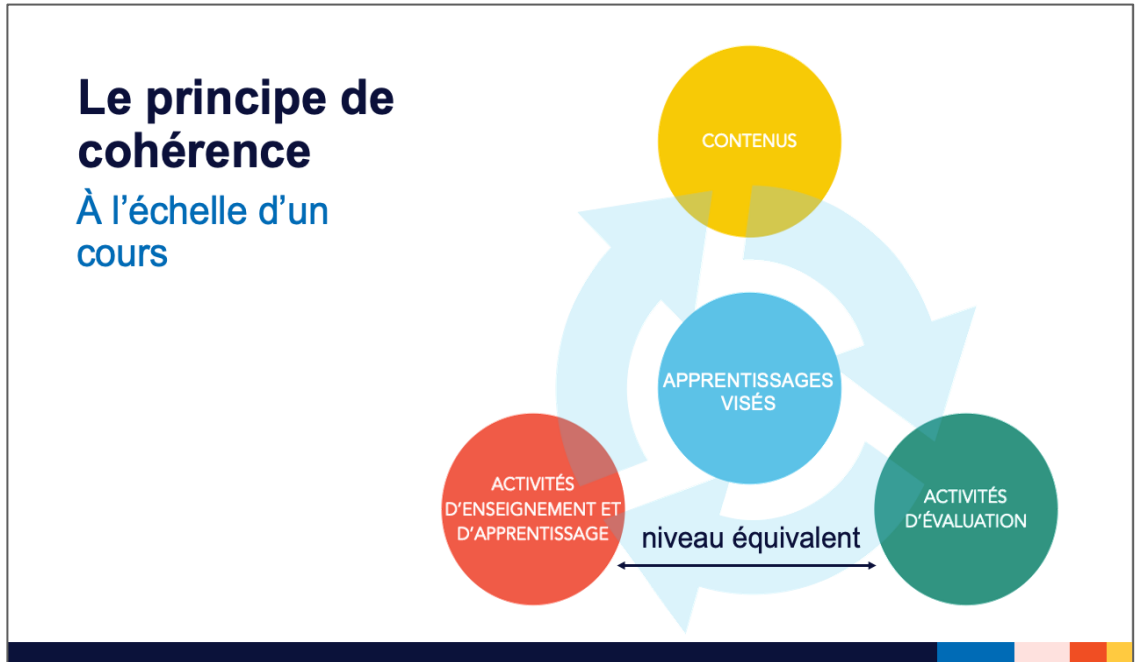 Le principe de
cohérence
À l’échelle d’un
cours
CONTENUS
APPRENTISSAGES
VISÉS
ACTIVITÉS
D’ENSEIGNEMENT ET
D’APPRENTISSAGE
niveau équivalent
ACTIVITÉS
D’ÉVALUATION